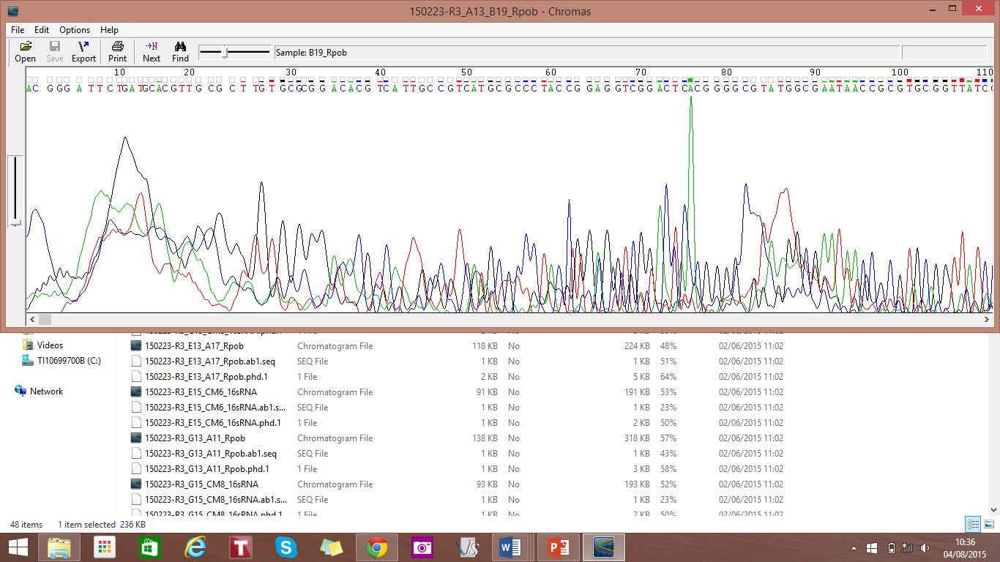 150223-R3_A13_B19_Rpob - Chromas
File Edit Options Help
Open Save Export Print Next Find Sample: B19_Rpob
10 20 30 40 50 60 70 80 90 100 110
AC GGG A TTC TGATGCACGTTG GC G C TTGTGCGCGG ACACG TCA TTGC CGTCATGCGCCC TACCGG AGGTCGGACTCACGGGGCGTATGGCGAATAACCGCGTGCGGTTATCC
Videos
TI10699700B (C:)
Network
150223-R3_E13_A17_Rpob Chromatogram File 118 KB No 224 KB 48% 02/06/2015 11:02
150223-R3_E13_A17_Rpob.ab1.seq SEQ File 1 KB No 1 KB 51% 02/06/2015 11:02
150223-R3_E13_A17_Rpob.phd.1 1 File 2 KB No 5 KB 64% 02/06/2015 11:02
150223-R3_E15_CM6_16sRNA Chromatogram File 91 KB No 191 KB 53% 02/06/2015 11:02
150223-R3_E15_CM6_16sRNA.ab1.s... SEQ File 1 KB No 1 KB 23% 02/06/2015 11:02
150223-R3_E15_CM6_16sRNA.phd.1 1 File 1 KB No 2 KB 50% 02/06/2015 11:02
150223-R3_G13_A11_Rpob Chromatogram File 138 KB No 318 KB 57% 02/06/2015 11:02
150223-R3_G13_A11_Rpob.ab1.seq SEQ File 1 KB No 1 KB 43% 02/06/2015 11:02
150223-R3_G13_A11_Rpob.phd.1 1 File 1 KB No 3 KB 58% 02/06/2015 11:02
150223-R3_G15_CM8_16sRNA Chromatogram File 93 KB No 193 KB 52% 02/06/2015 11:02
150223-R3_G15_CM8_16sRNA.ab1.s... SEQ File 1 KB No 1 KB 23% 02/06/2015 11:02
150223-R3_G15_CM8_16sRNA.phd.1 1 File 1 KB No 2 KB 50% 02/06/2015 11:02
48 items 1 item selected 236 KB
10:36
04/08/2015